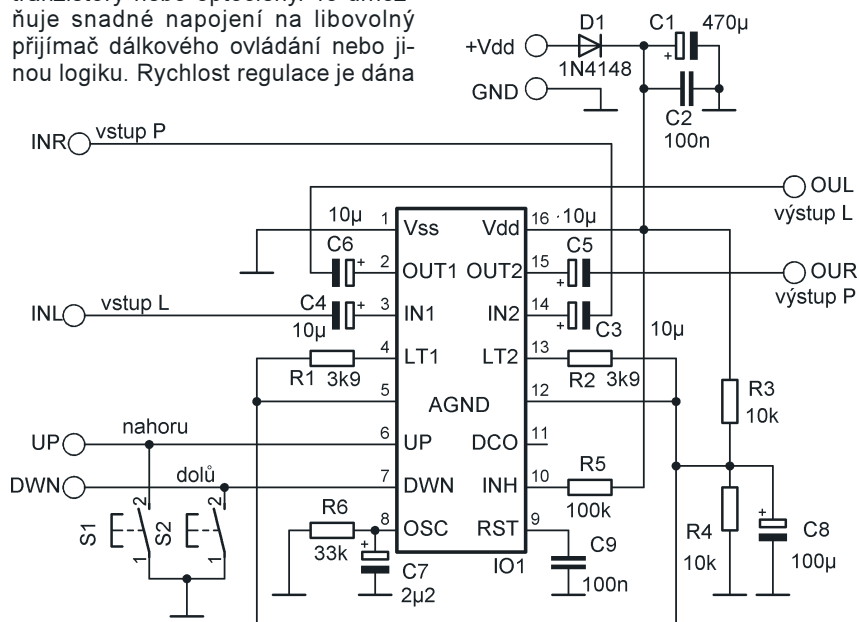 ňuje snadné napojení na libovolný
přijímač dálkového ovládání nebo ji-
nou logiku. Rychlost regulace je dána
D1
C1 470µ
+Vdd
1N4148
+
GND
C2
100n
INR
vstup P
OUL
výstup L
10µ 1 Vss Vdd 16 10µ
C6 + 2 OUT1 OUT2 15 + C5
OUR
výstup P
INL
vstup L
C4 + 3 IN1 IN2 14 + C3
10µ
10µ
4 LT1 LT2 13
R1 3k9
R2 3k9
5 AGND 12
R3
10k
UP
nahoru
6 UP DCO 11
DWN
dolů
7 DWN INH 10 R5
100k
S1 2 1
S2 2 1
R6
33k
8 OSC RST 9
+ C7
2µ2
IO1
C9
100n
R4
10k
+ C8
100µ